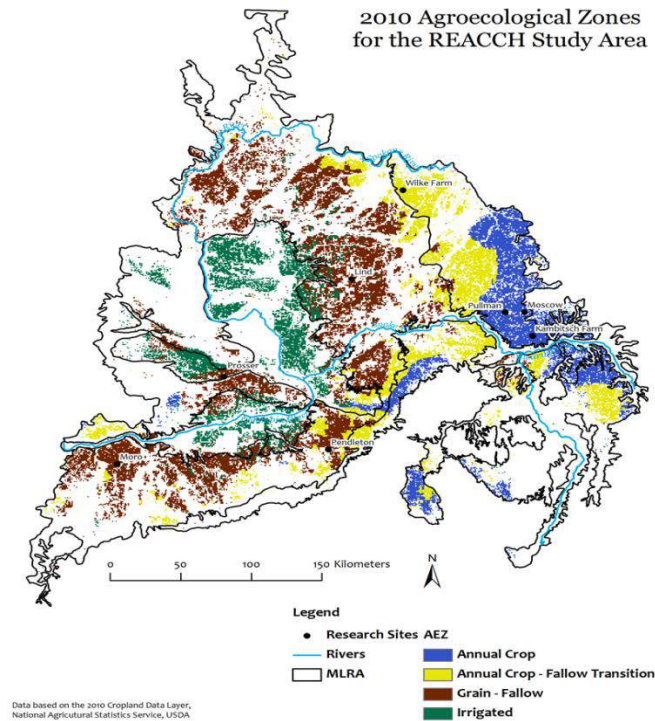 2010 Agroecological Zones
for the REACCH Study Area
Wilke Farm
Lind
Pullman
Moscow
Kambitsch Farm
Prosser
Pendleton
Moro
N
0 50 100 150 Kilometers
Legend
Research Sites AEZ
Rivers
Annual Crop
MLRA
Annual Crop - Fallow Transition
Grain - Fallow
Irrigated
Data based on the 2010 Cropland Data Layer,
National Agricutural Statistics Service, USDA